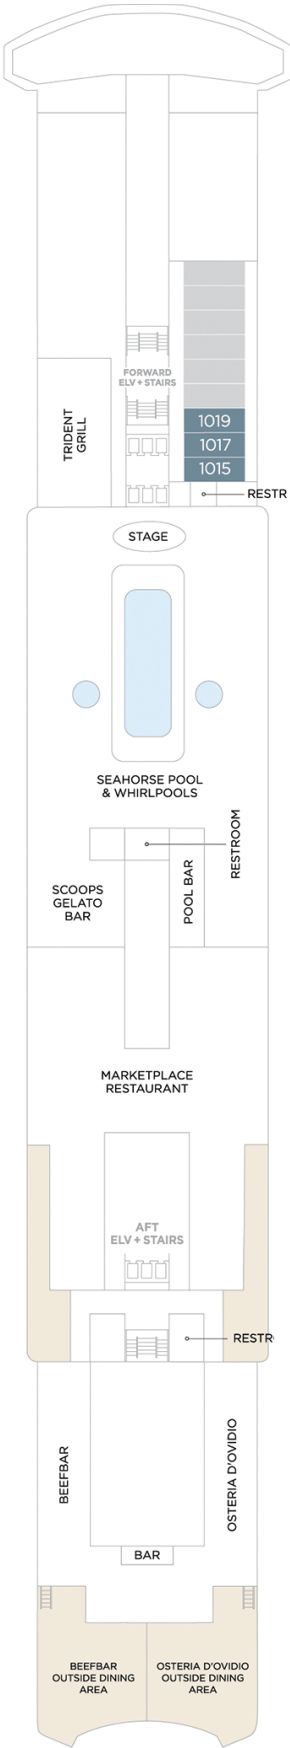 FORWARD
ELV + STAIRS
TRIDENT
GRILL
1019
1017
1015
RESTR
STAGE
SEAHORSE POOL
& WHIRLPOOLS
RESTROOM
SCOOPS
GELATO
BAR
POOL BAR
MARKETPLACE
RESTAURANT
AFT
ELV + STAIRS
RESTR
BEEFBAR
OSTERIA D'OVIDIO
BAR
BEEFBAR
OUTSIDE DINING
AREA
OSTERIA D'OVIDIO
OUTSIDE DINING
AREA